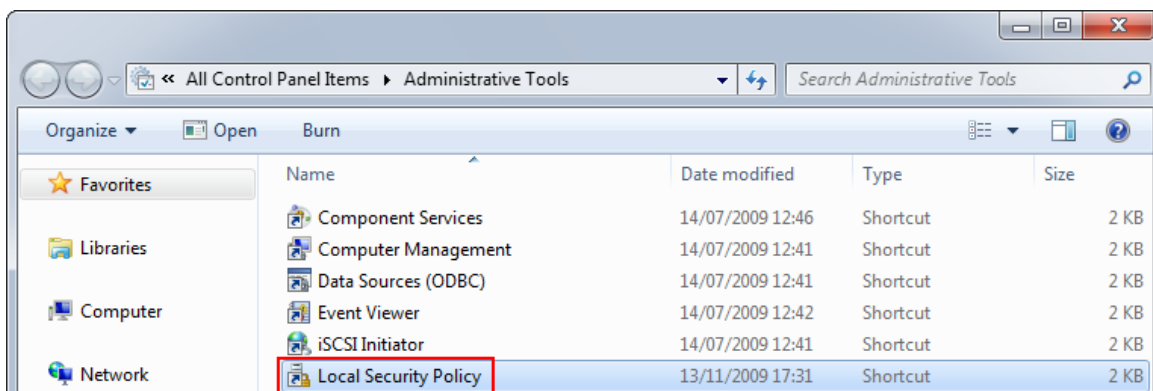 « All Control Panel Items Administrative Tools Search Administrative Tools
Organize Open Burn
Favorites Name Date modified Type Size
Component Services 14/07/2009 12:46 Shortcut 2 KB
Libraries Computer Management 14/07/2009 12:41 Shortcut 2 KB
Data Sources (ODBC) 14/07/2009 12:41 Shortcut 2 KB
Computer Event Viewer 14/07/2009 12:42 Shortcut 2 KB
iSCSI Initiator 14/07/2009 12:41 Shortcut 2 KB
Network Local Security Policy 13/11/2009 17:31 Shortcut 2 KB